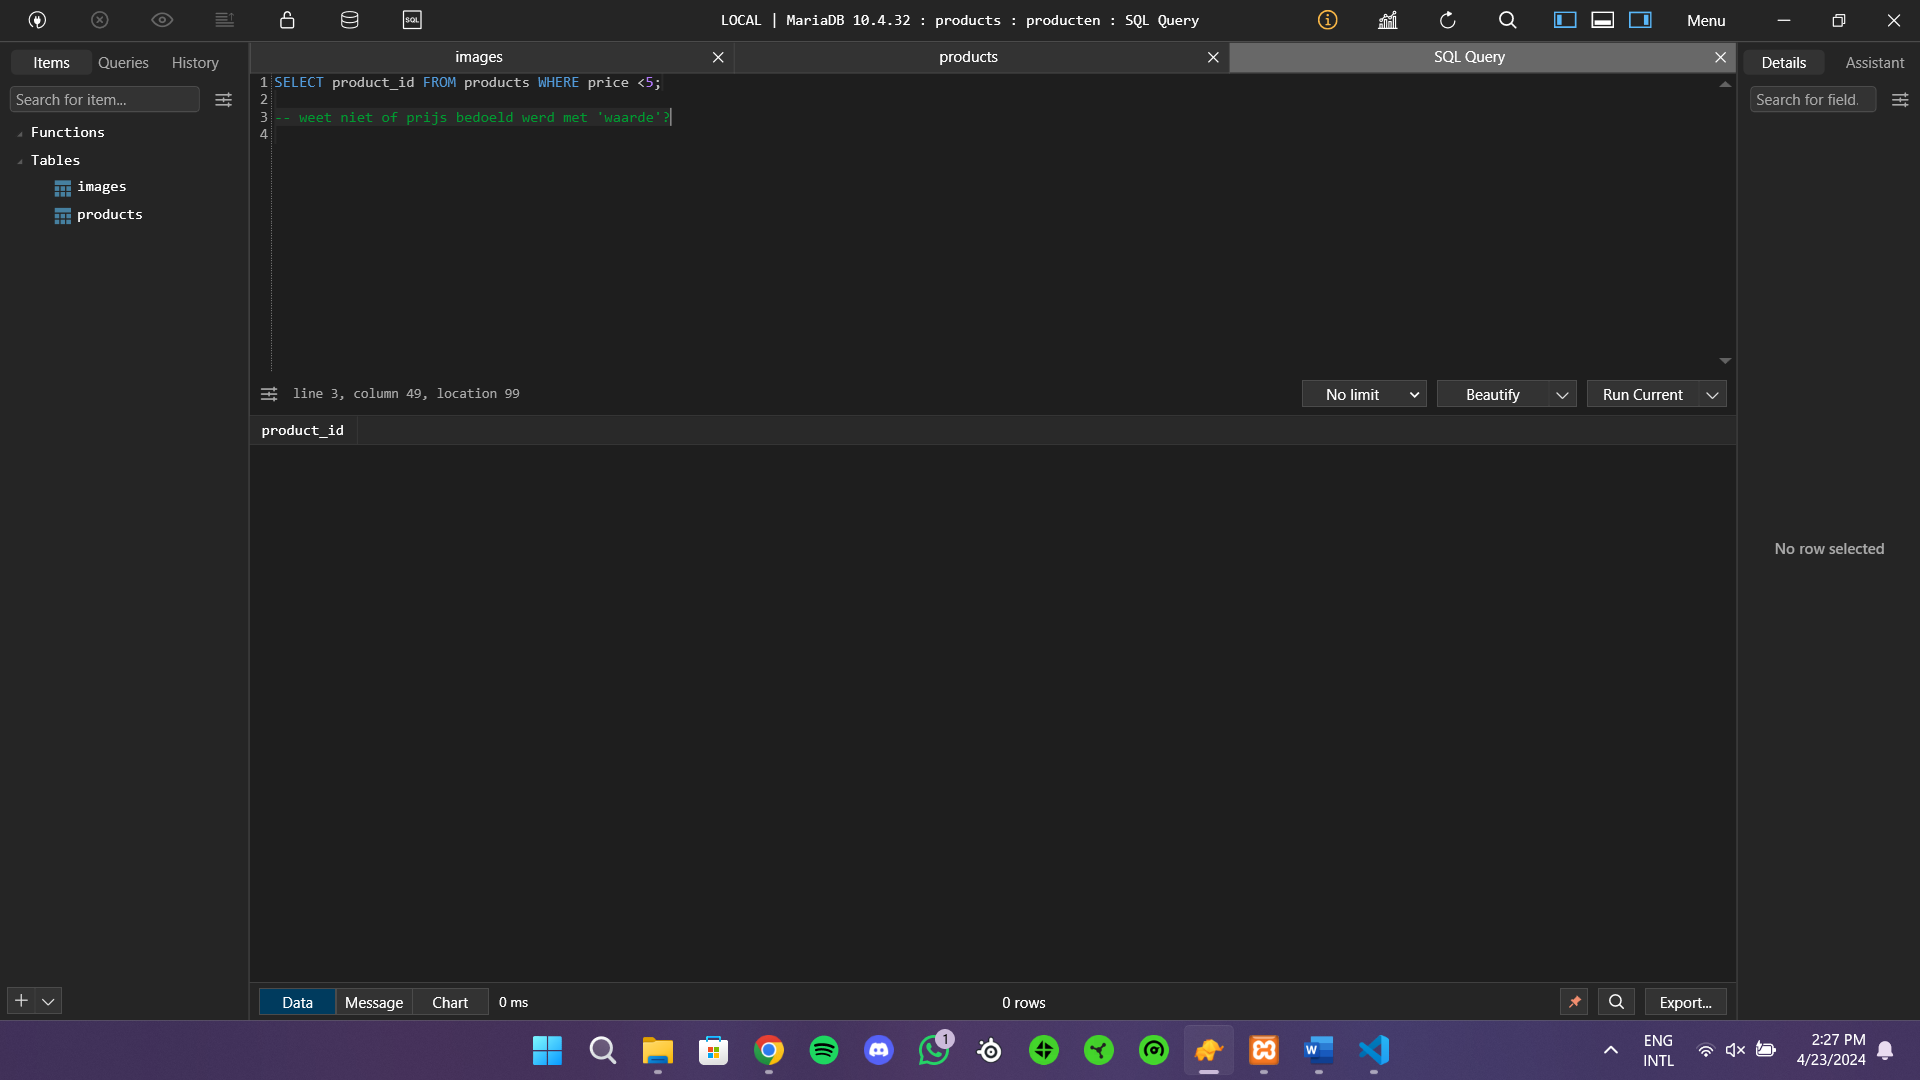 LOCAL | MariaDB 10.4.32 : products : producten : SQL Query
Menu
SQL
Items Queries History
images
products
SQL Query
Details Assistant
Search for item...
Search for field.
Functions
Tables
images
products
1 SELECT product_id FROM products WHERE price <5;
2
3 -- weet niet of prijs bedoeld werd met 'waarde'?
4
line 3, column 49, location 99
No limit
Beautify
Run Current
product_id
No row selected
Data Message Chart 0 ms
0 rows
Export...
1
W
ENG
INTL
2:27 PM
4/23/2024